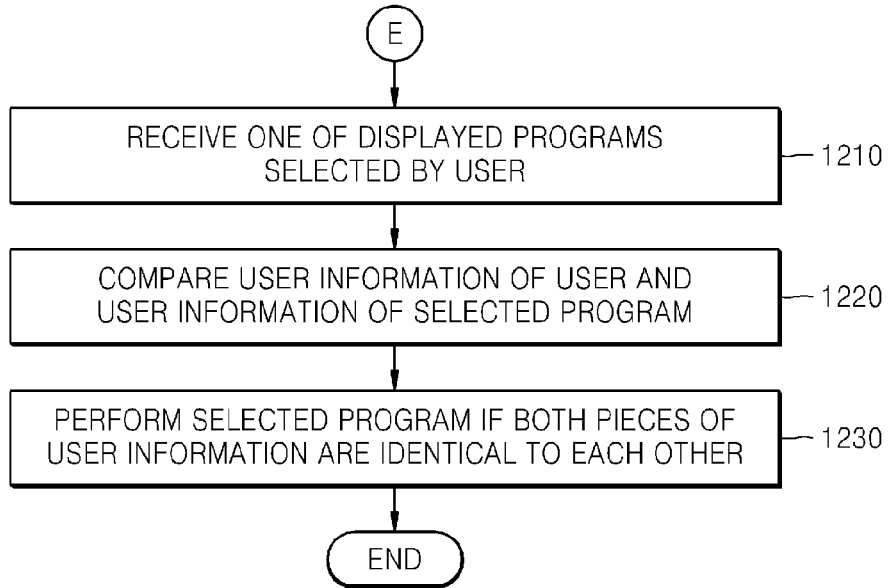 E
RECEIVE ONE OF DISPLAYED PROGRAMS
SELECTED BY USER
1210
COMPARE USER INFORMATION OF USER AND
USER INFORMATION OF SELECTED PROGRAM
1220
PERFORM SELECTED PROGRAM IF BOTH PIECES OF
USER INFORMATION ARE IDENTICAL TO EACH OTHER
1230
END